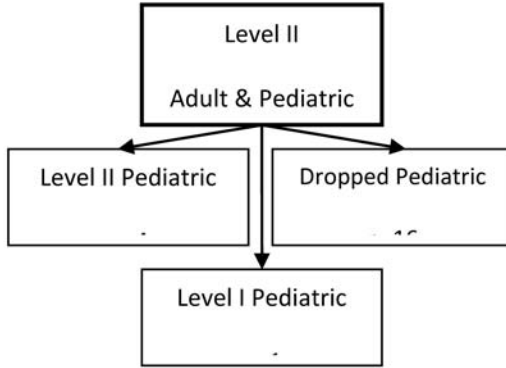 Level II
Adult & Pediatric
Level II Pediatric
Dropped Pediatric
Level I Pediatric